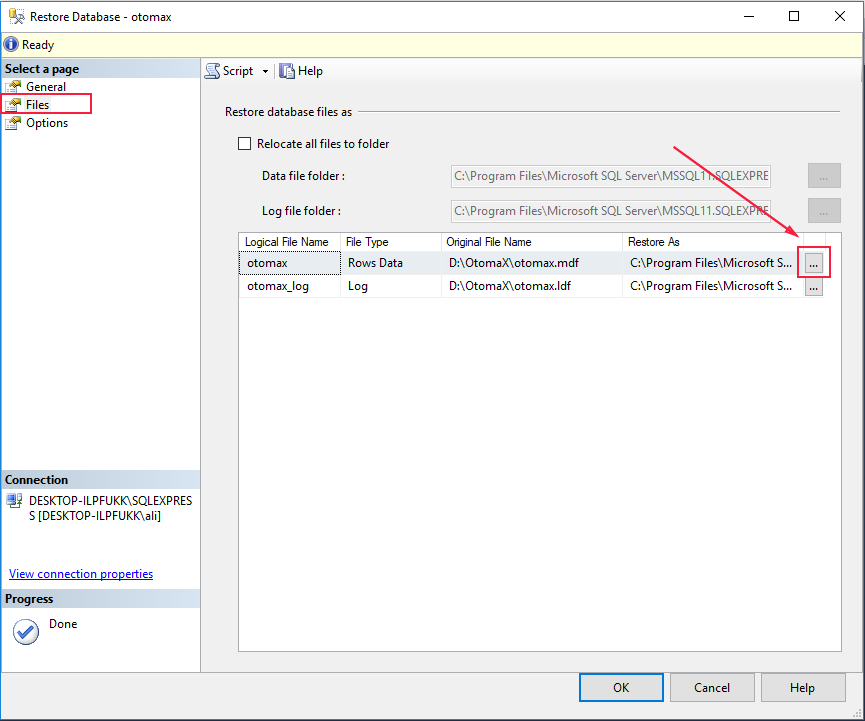 Restore Database - otomax
Ready
Select a page
General
Files
Options
Script
Help
Restore database files as
Relocate all files to folder
Data file folder :
C:\Program Files\Microsoft SQL Server\MSSQL11.SQLEXPRE
...
Log file folder :
C:\Program Files\Microsoft SQL Server\MSSQL11.SQLEXPRE
...
Logical File Name File Type Original File Name Restore As
otomax Rows Data D:\OtomaX\otomax.mdf C:\Program Files\Microsoft S... ...
otomax_log Log D:\OtomaX\otomax.ldf C:\Program Files\Microsoft S... ...
Connection
DESKTOP-ILPFUKK\SQLEXPRES
S [DESKTOP-ILPFUKK\ali]
View connection properties
Progress
Done
OK Cancel Help